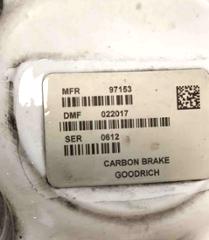 MFR 97153
DMF 022017
SER 0612
CARBON BRAKE
GOODRICH